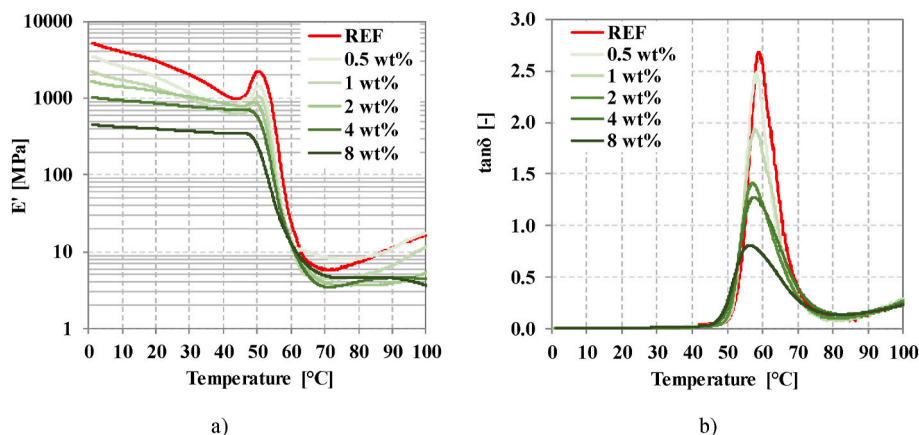 10000
1000
100
10
1
E' [MPa]
REF
0.5 wt%
1 wt%
2 wt%
4 wt%
8 wt%
0 10 20 30 40 50 60 70 80 90 100
Temperature [°C]
a)
3.0
2.5
2.0
1.5
1.0
0.5
0.0
tanδ [-]
REF
0.5 wt%
1 wt%
2 wt%
4 wt%
8 wt%
0 10 20 30 40 50 60 70 80 90 100
Temperature [°C]
b)